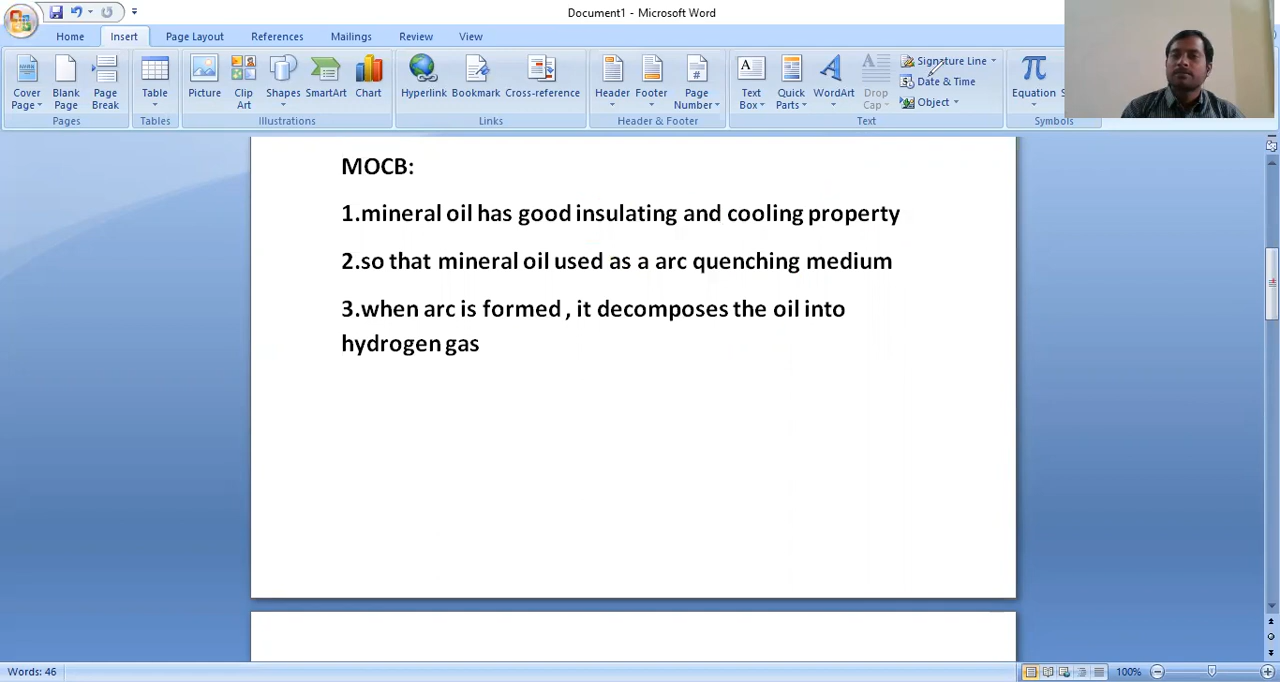 Document1 - Microsoft Word
Home Insert Page Layout References Mailings Review View
Cover Page
Blank Page
Page Break
Table
Picture
Clip Art
Shapes
SmartArt
Chart
Hyperlink
Bookmark
Cross-reference
Header
Footer
Page Number
Text Box
Quick Parts
WordArt
Drop Cap
Signature Line
Date & Time
Object
Equation
Pages Tables Illustrations Links Header & Footer Text Symbols
MOCB:
1.mineral oil has good insulating and cooling property
2.so that mineral oil used as a arc quenching medium
3.when arc is formed , it decomposes the oil into
hydrogen gas
Words: 46
100%